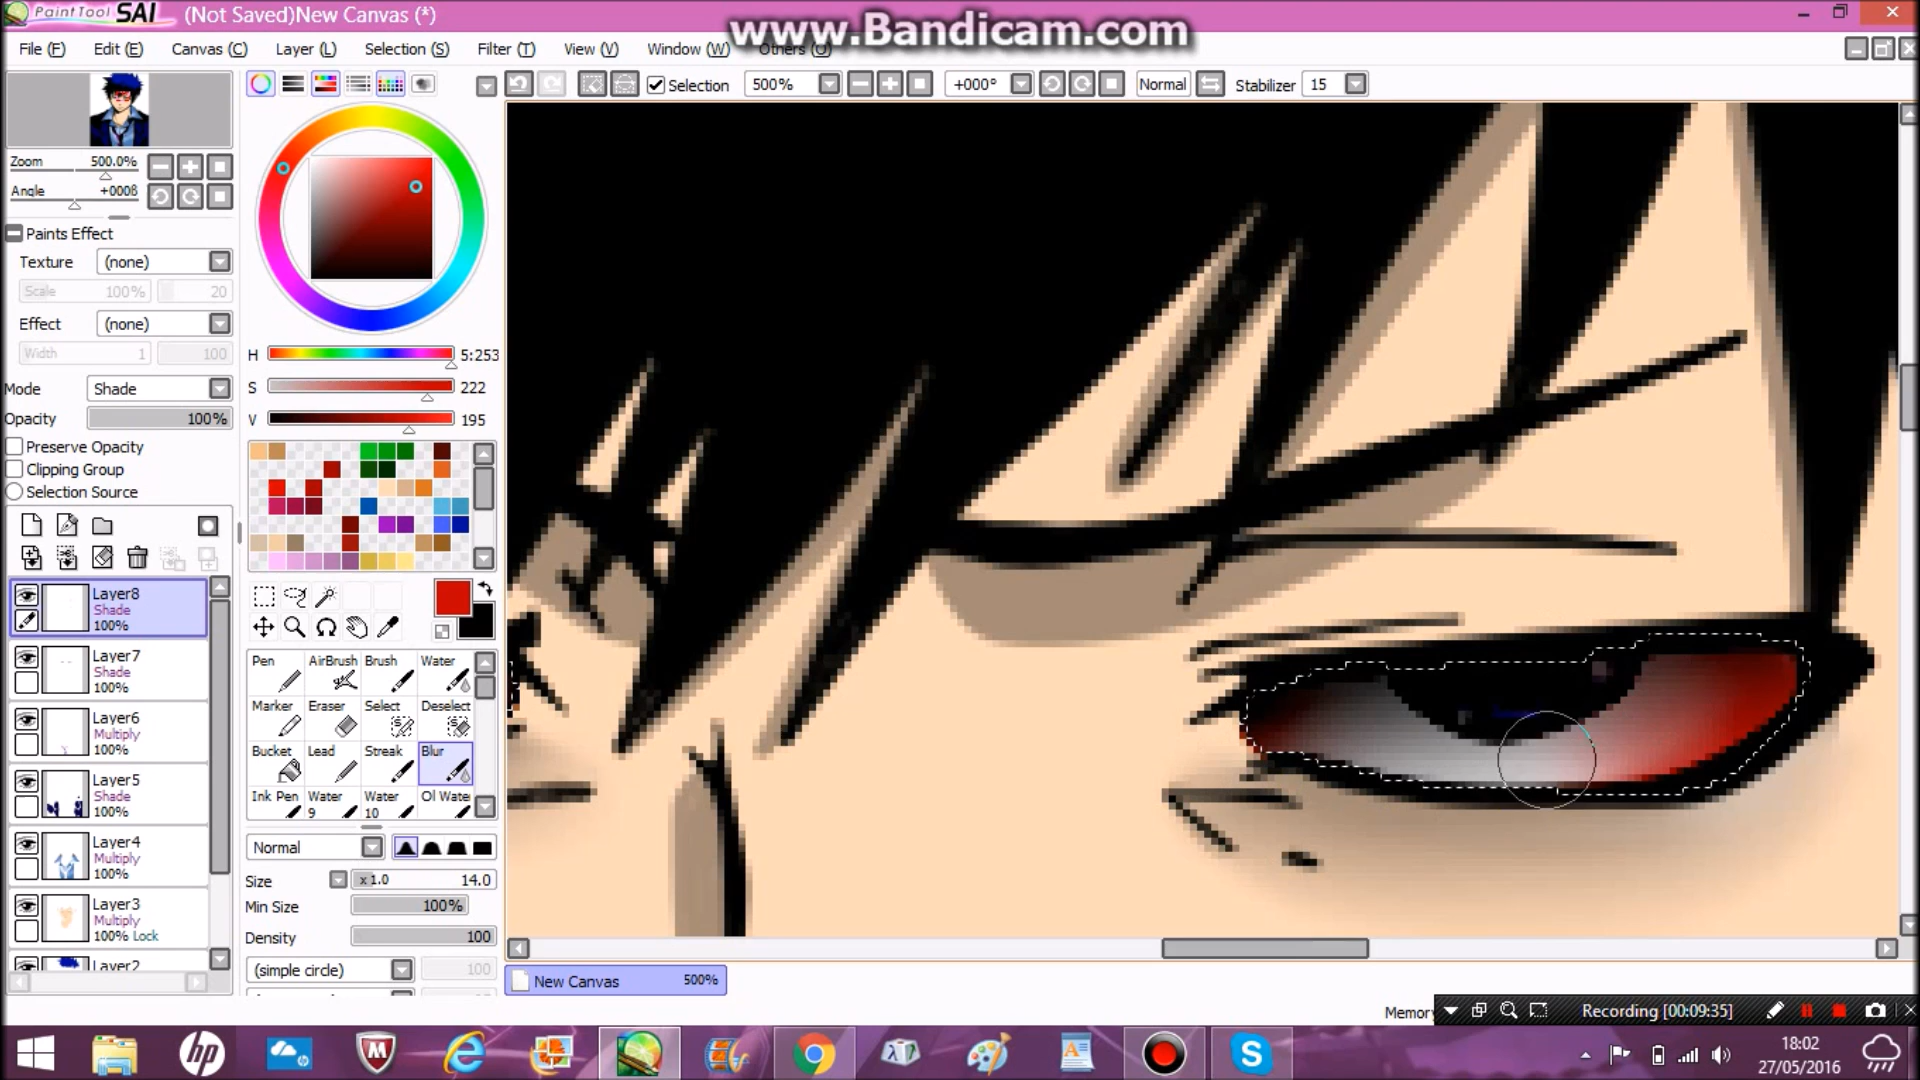 PaintTool SAI (Not Saved)New Canvas (*)
www.Bandicam.com
File (F) Edit (E) Canvas (C) Layer (L) Selection (S) Filter (T) View (V) Window (W) Others (O)
Selection 500% +000° Normal Stabilizer 15
Zoom 500.0%
Angle +000ß
Paints Effect
Texture (none)
Scale 100% 20
Effect (none)
Width 1 100
Mode Shade
Opacity 100%
Preserve Opacity
Clipping Group
Selection Source
Layer8
Shade
100%
Layer7
Shade
100%
Layer6
Multiply
100%
Layer5
Shade
100%
Layer4
Multiply
100%
Layer3
Multiply
100% Lock
Layer2
H 5:253
S 222
V 195
Pen AirBrush Brush Water
Marker Eraser Select Deselect
Bucket Lead Streak Blur
Ink Pen Water 9 Water 10 Ol Wate
Normal
Size x 1.0 14.0
Min Size 100%
Density 100
(simple circle) 100
New Canvas 500%
Memory
Recording [00:09:35]
hp
18:02
27/05/2016